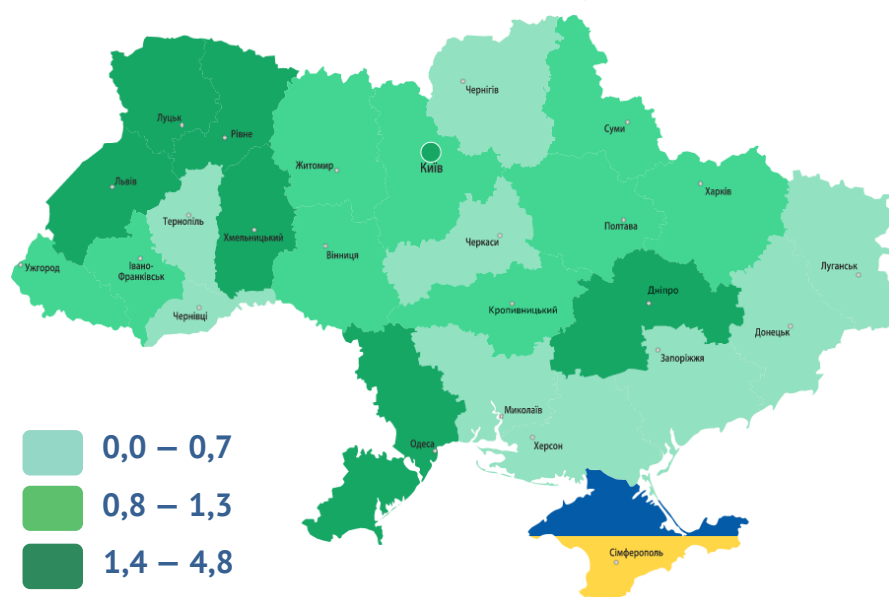 Чернігів
Луцьк
Рівне
Суми
Житомир
Київ
Львів
Харків
Тернопіль
Хмельницький
Черкаси
Полтава
Вінниця
Ужгород
Івано-
Франківськ
Луганськ
Дніпро
Кропивницький
Чернівці
Донецьк
Запоріжжя
Миколаїв
Херсон
Одеса
0,0 – 0,7
0,8 – 1,3
1,4 – 4,8
Сімферополь